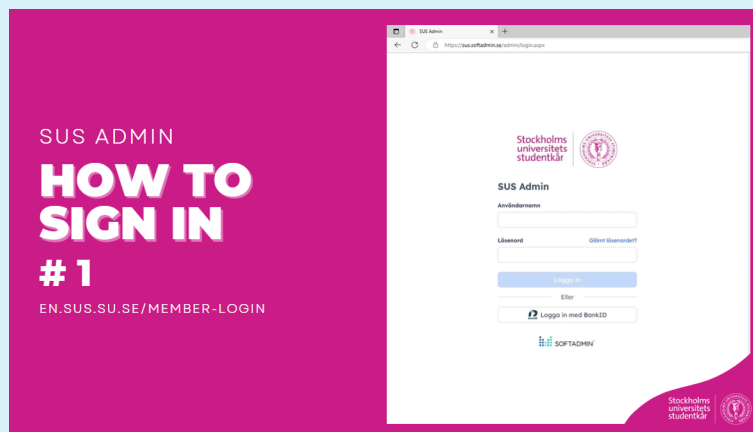 SUS ADMIN
HOW TO
SIGN IN
# 1
EN.SUS.SU.SE/MEMBER-LOGIN
SUS Admin
https://sus.softadmin.se/admin/login.aspx
Stockholms
universitets
studentkår
SUS Admin
Användarnamn
Lösenord Glömt lösenordet?
Logga in
Eller
Logga in med BankID
SOFTADMIN
Stockholms
universitets
studentkår